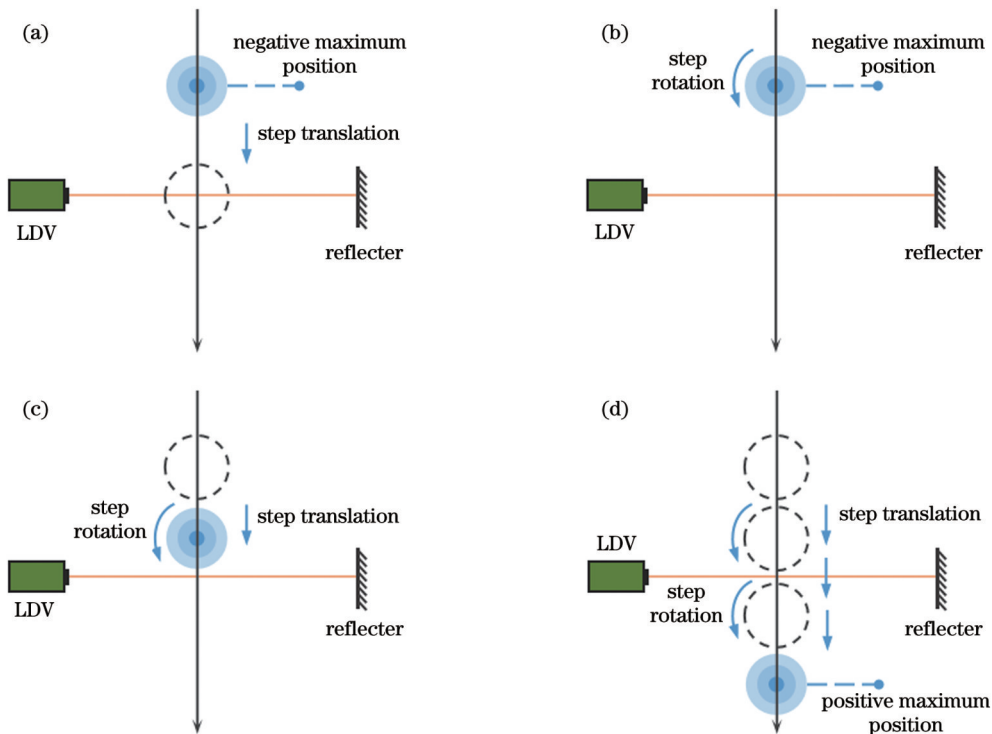 (a)
negative maximum
position
step translation
LDV
reflecter
(b)
step
rotation
negative maximum
position
LDV
reflecter
(c)
step
rotation
step translation
LDV
reflecter
(d)
step translation
LDV
step
rotation
reflecter
positive maximum
position